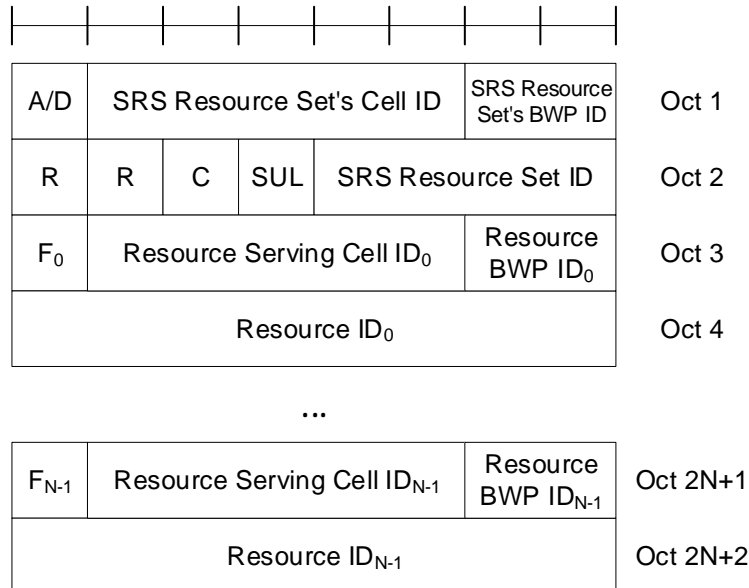 A/D SRS Resource Set's Cell ID SRS Resource Set's BWP ID Oct 1
R R C SUL SRS Resource Set ID Oct 2
F0 Resource Serving Cell ID0 Resource BWP ID0 Oct 3
Resource ID0 Oct 4
...
FN-1 Resource Serving Cell IDN-1 Resource BWP IDN-1 Oct 2N+1
Resource IDN-1 Oct 2N+2